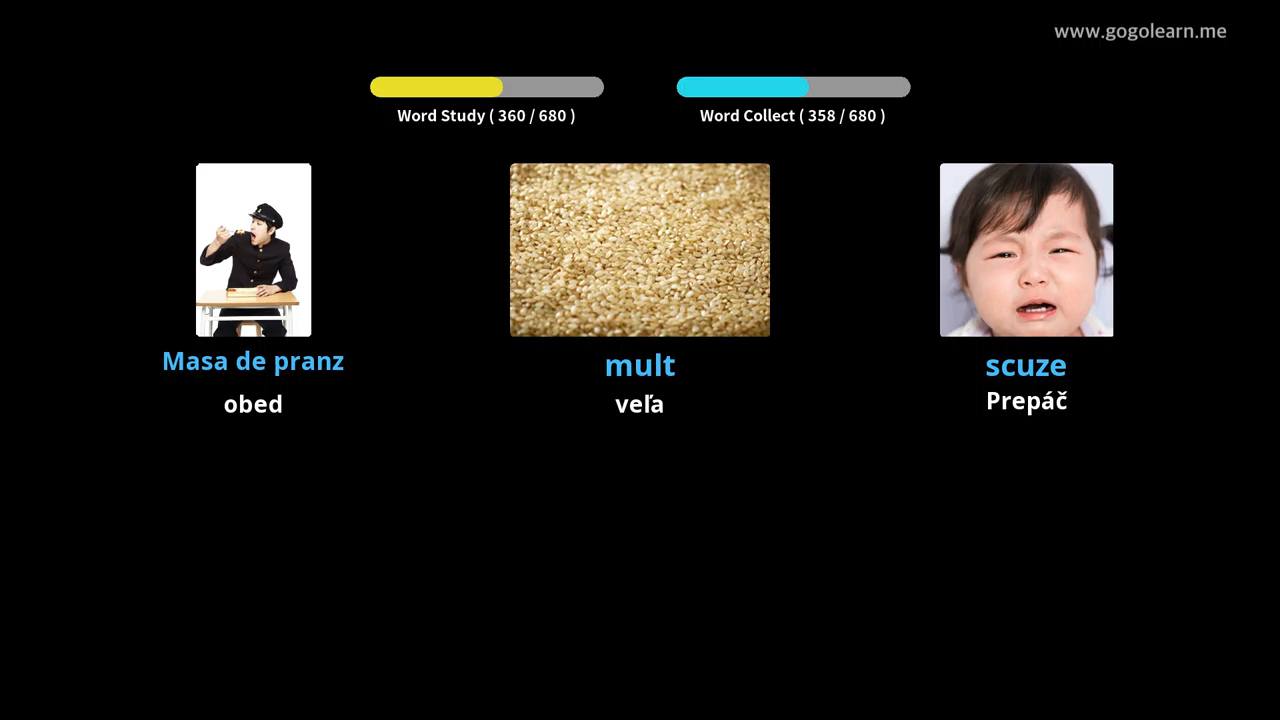 www.gogolearn.me
Word Study ( 360 / 680 )
Word Collect ( 358 / 680 )
Masa de pranz
obed
mult
veľa
scuze
Prepáč